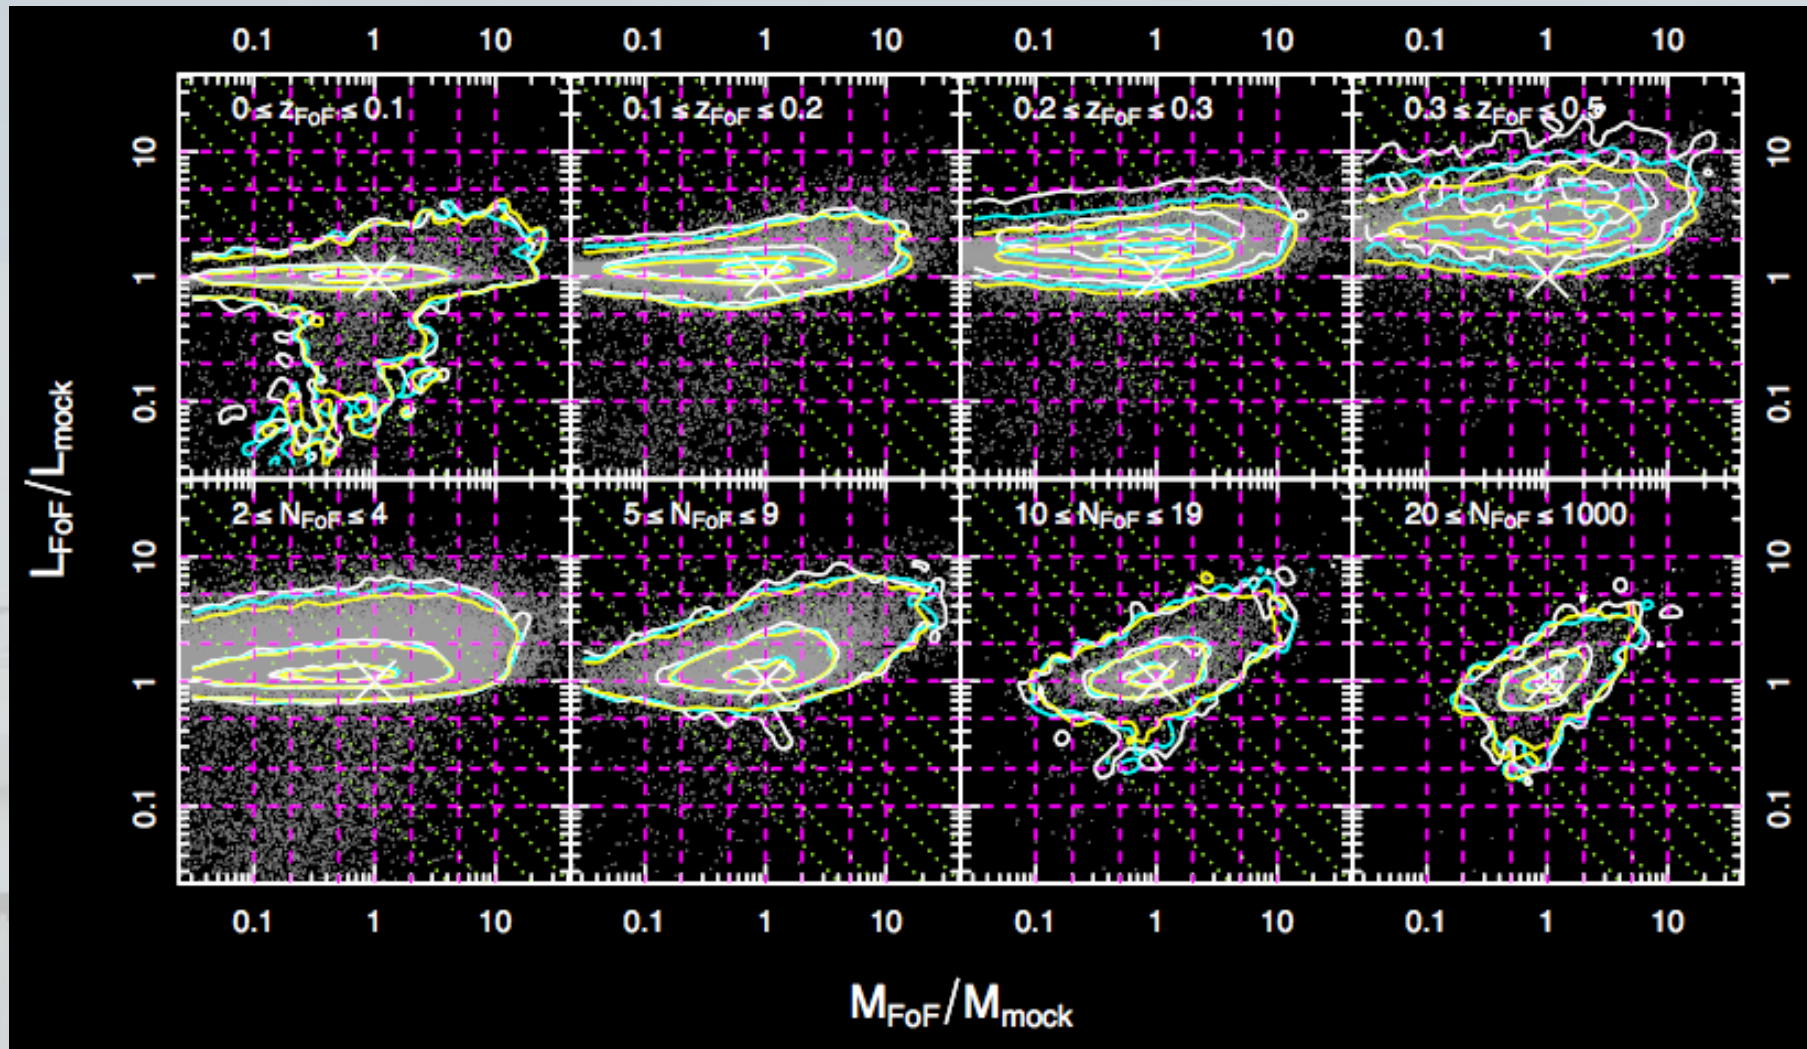 0.1 1 10 0.1 1 10 0.1 1 10 0.1 1 10
0 ≤ z_FoF ≤ 0.1
0.1 ≤ z_FoF ≤ 0.2
0.2 ≤ z_FoF ≤ 0.3
0.3 ≤ z_FoF ≤ 0.5
10 10
1 1
0.1 0.1
L_FoF/L_mock
2 ≤ N_FoF ≤ 4
5 ≤ N_FoF ≤ 9
10 ≤ N_FoF ≤ 19
20 ≤ N_FoF ≤ 1000
10 10
1 1
0.1 0.1
0.1 1 10 0.1 1 10 0.1 1 10 0.1 1 10
M_FoF/M_mock